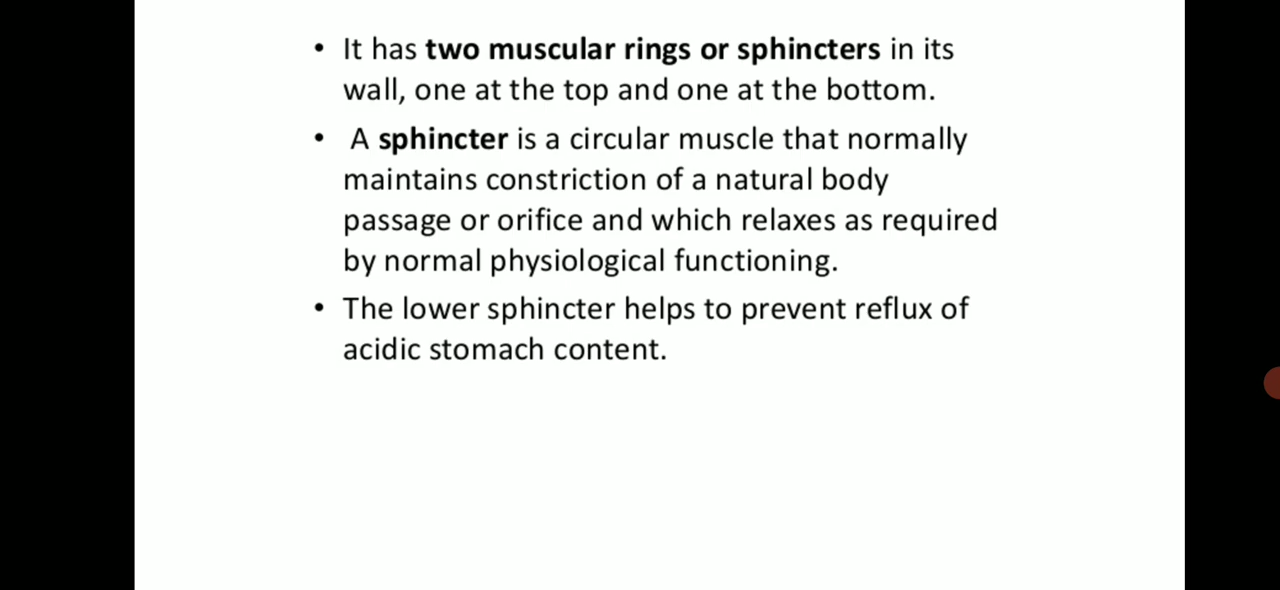 • It has two muscular rings or sphincters in its
wall, one at the top and one at the bottom.
• A sphincter is a circular muscle that normally
maintains constriction of a natural body
passage or orifice and which relaxes as required
by normal physiological functioning.
• The lower sphincter helps to prevent reflux of
acidic stomach content.